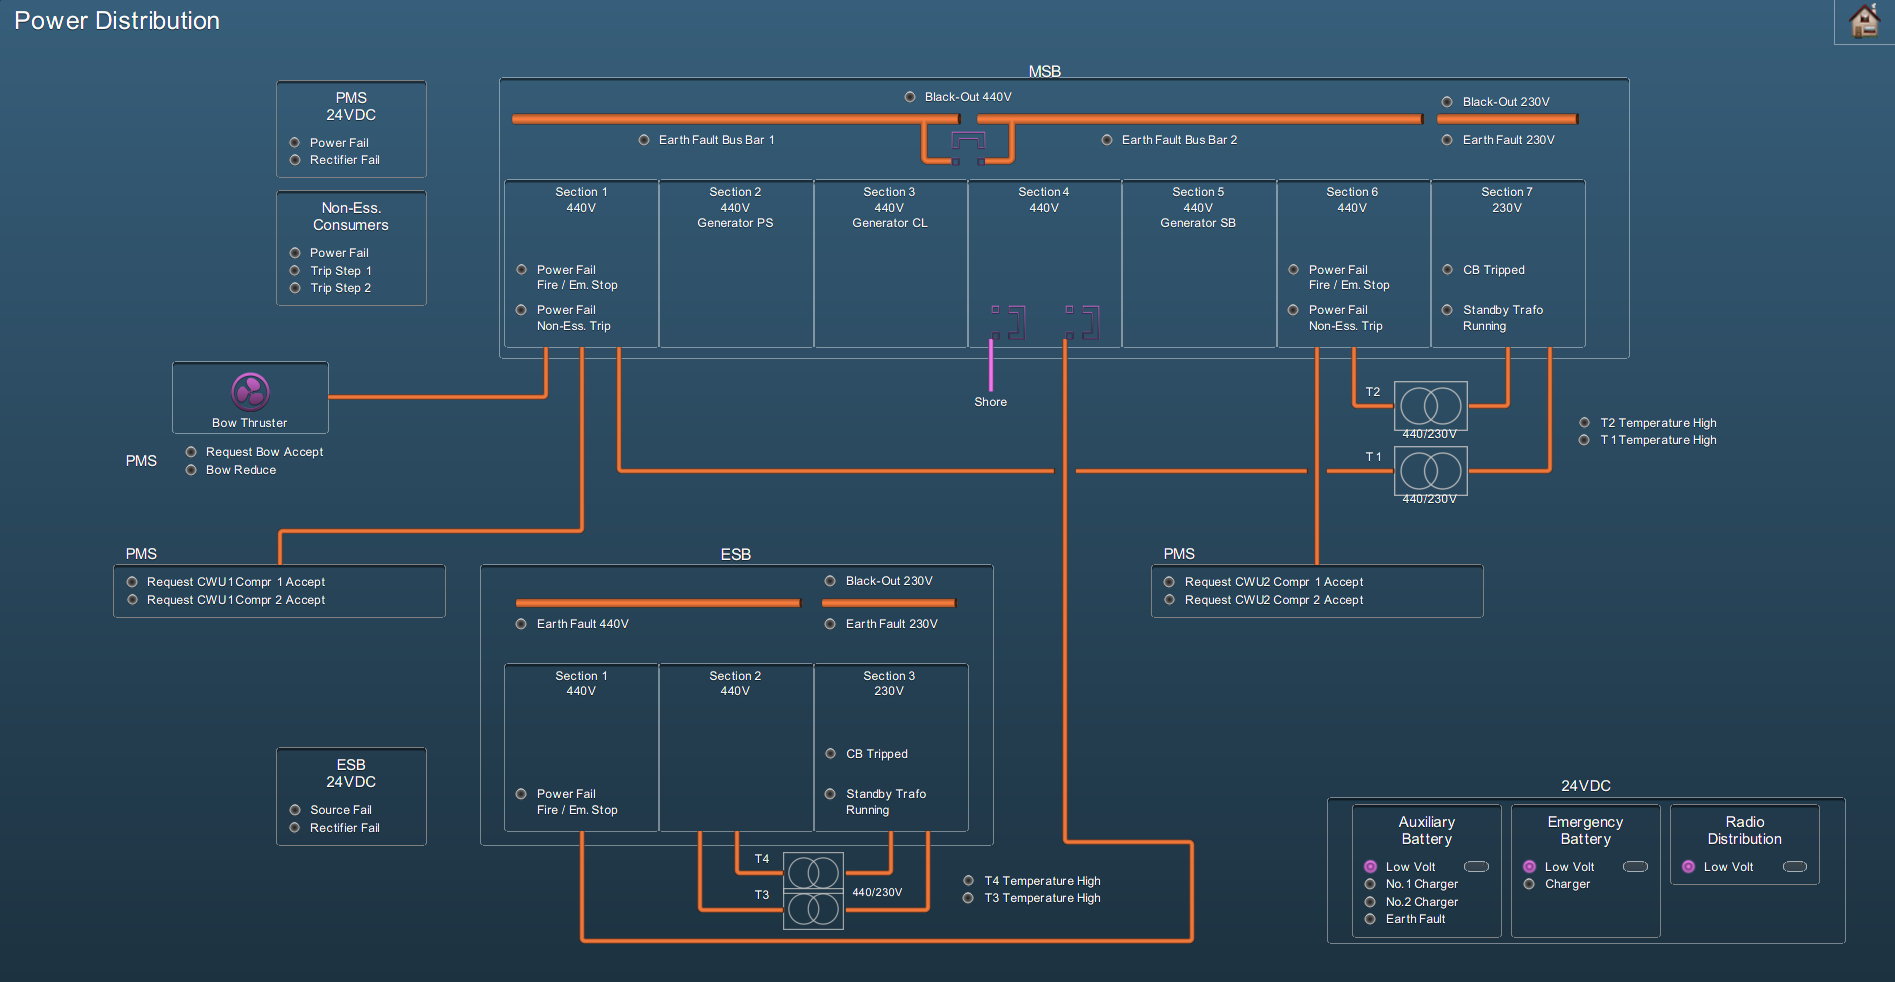 Power Distribution
MSB
PMS
24VDC
Power Fail
Rectifier Fail
Non-Ess.
Consumers
Power Fail
Trip Step 1
Trip Step 2
Black-Out 440V
Black-Out 230V
Earth Fault Bus Bar 1
Earth Fault Bus Bar 2
Earth Fault 230V
Section 1
440V
Power Fail
Fire / Em. Stop
Power Fail
Non-Ess. Trip
Section 2
440V
Generator PS
Section 3
440V
Generator CL
Section 4
440V
Section 5
440V
Generator SB
Section 6
440V
Power Fail
Fire / Em. Stop
Power Fail
Non-Ess. Trip
Section 7
230V
CB Tripped
Standby Trafo
Running
Shore
Bow Thruster
PMS
Request Bow Accept
Bow Reduce
T2
440/230V
T1
440/230V
T2 Temperature High
T1 Temperature High
PMS
Request CWU1 Compr 1 Accept
Request CWU1 Compr 2 Accept
PMS
Request CWU2 Compr 1 Accept
Request CWU2 Compr 2 Accept
ESB
Black-Out 230V
Earth Fault 440V
Earth Fault 230V
Section 1
440V
Power Fail
Fire / Em. Stop
Section 2
440V
Section 3
230V
CB Tripped
Standby Trafo
Running
ESB
24VDC
Source Fail
Rectifier Fail
T4
T3
440/230V
T4 Temperature High
T3 Temperature High
24VDC
Auxiliary
Battery
Low Volt
No.1 Charger
No.2 Charger
Earth Fault
Emergency
Battery
Low Volt
Charger
Radio
Distribution
Low Volt